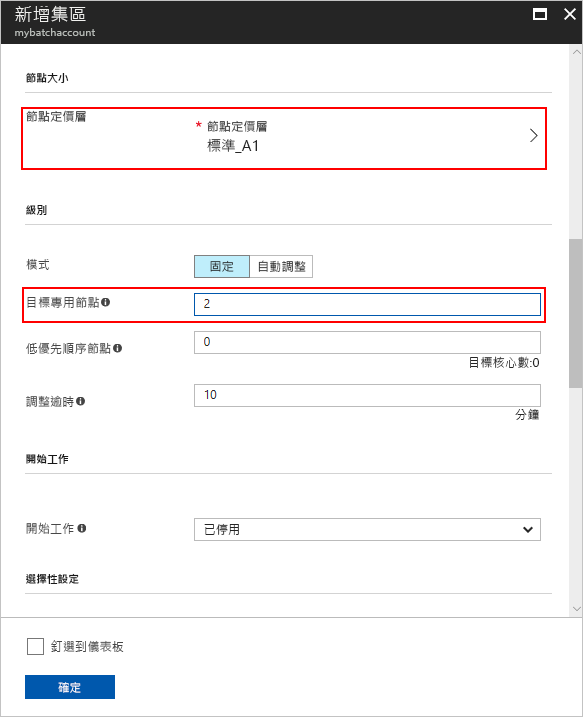 新增集區
mybatchaccount
節點大小
節點定價層
* 節點定價層
標準_A1
級別
模式
固定 自動調整
目標專用節點 2
低優先順序節點 0
目標核心數:0
調整逾時 10
分鐘
開始工作
開始工作 已停用
選擇性設定
釘選到儀表板
確定